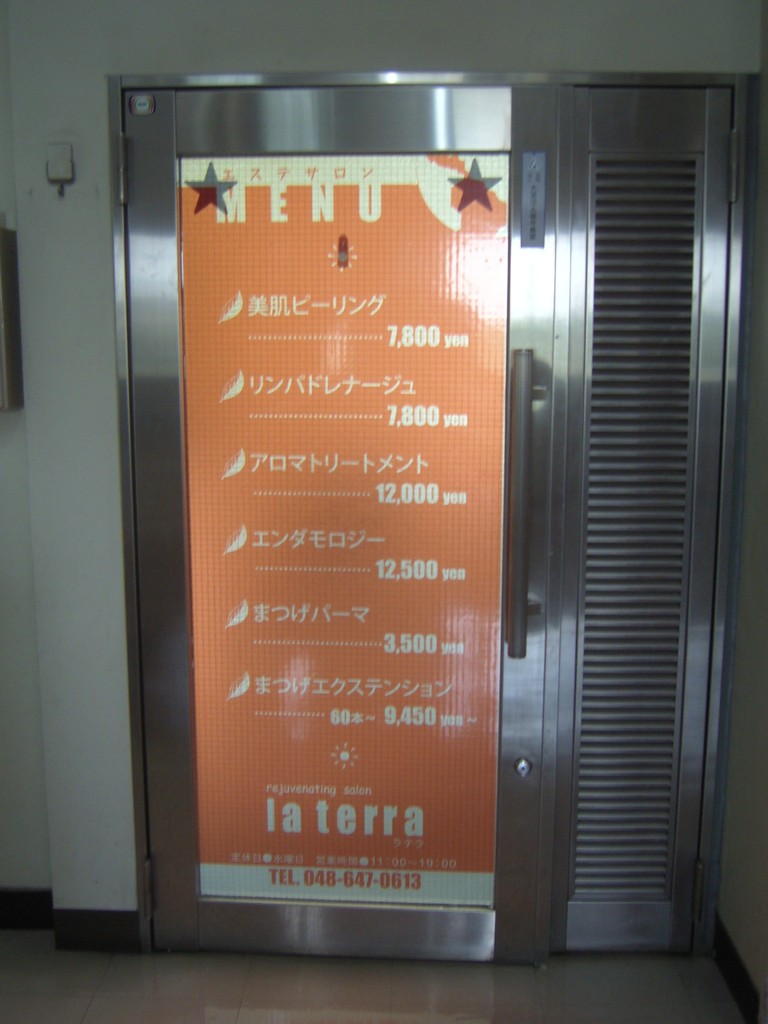 エステサロン
MENU
美肌ピーリング
7,800 yen
リンパドレナージュ
7,800 yen
アロマトリートメント
12,000 yen
エンダモロジー
12,500 yen
まつげパーマ
3,500 yen
まつげエクステンション
60本~ 9,450 yen ~
rejuvenating salon
la terra
ラテラ
定休日●水曜日 営業時間●11:00~19:00
TEL. 048-647-0613